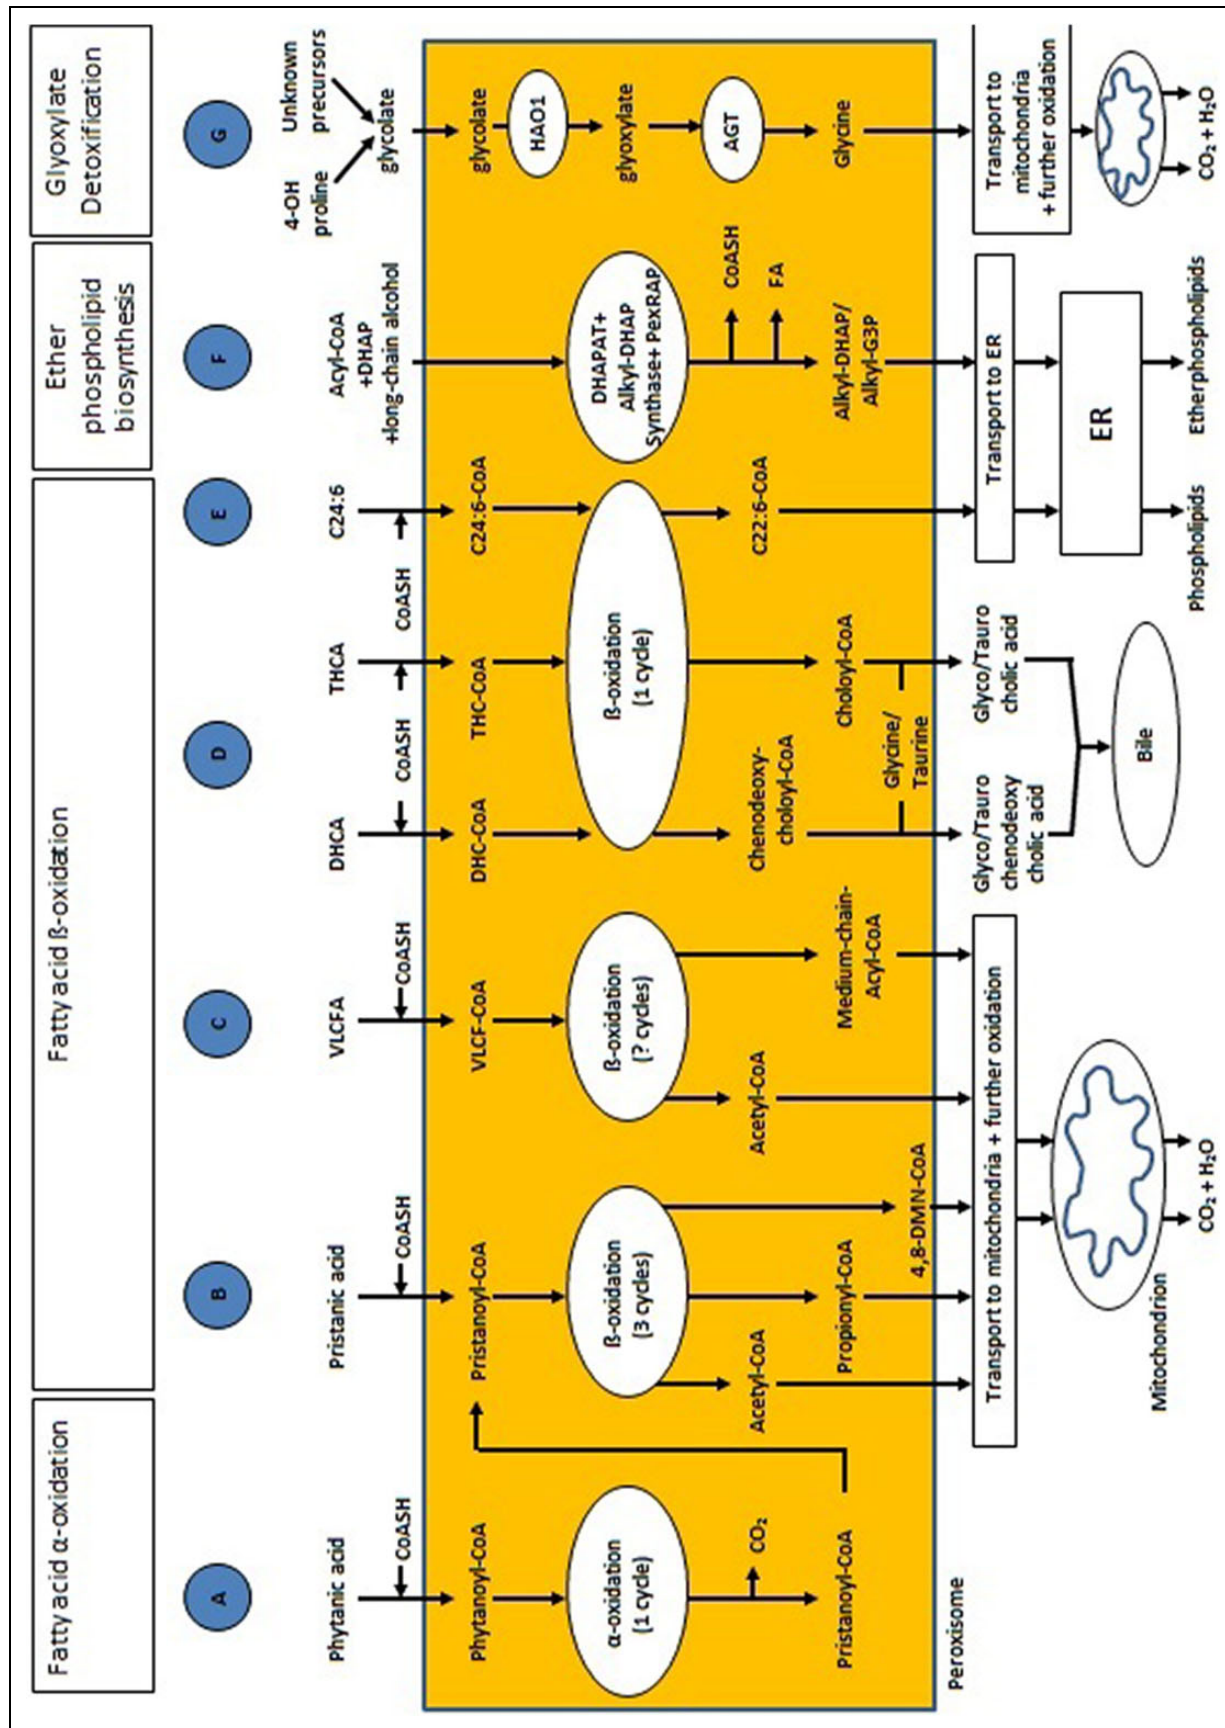 Fatty acid α-oxidation
Fatty acid ß-oxidation
Ether
phospholipid
biosynthesis
Glyoxylate
Detoxification
A
B
C
D
E
F
G
Phytanic acid
CoASH
Phytanoyl-CoA
α-oxidation
(1 cycle)
CO₂
Pristanoyl-CoA
Pristanic acid
CoASH
Pristanoyl-CoA
ß-oxidation
(3 cycles)
Acetyl-CoA
Propionyl-CoA
4,8-DMN-CoA
VLCFA
CoASH
VLCF-CoA
ß-oxidation
(? cycles)
Acetyl-CoA
Medium-chain-
Acyl-CoA
Transport to mitochondria + further oxidation
Mitochondrion
CO₂ + H₂O
DHCA
CoASH
THCA
CoASH
C24:6
DHC-CoA
THC-CoA
C24:6-CoA
ß-oxidation
(1 cycle)
Chenodeoxy-
choloyl-CoA
Choloyl-CoA
C22:6-CoA
Glycine/
Taurine
Glyco/Tauro
chenodeoxy
cholic acid
Glyco/Tauro
cholic acid
Bile
Acyl-CoA
+DHAP
+long-chain alcohol
DHAPAT+
Alkyl-DHAP
Synthase+ PexRAP
CoASH
FA
Alkyl-DHAP/
Alkyl-G3P
Transport to ER
ER
Phospholipids
Etherpholipids
4-OH
proline
Unknown
precursors
glycolate
glycolate
HAO1
glyoxylate
AGT
Glycine
Transport to
mitochondria
+ further oxidation
CO₂ + H₂O
Peroxisome